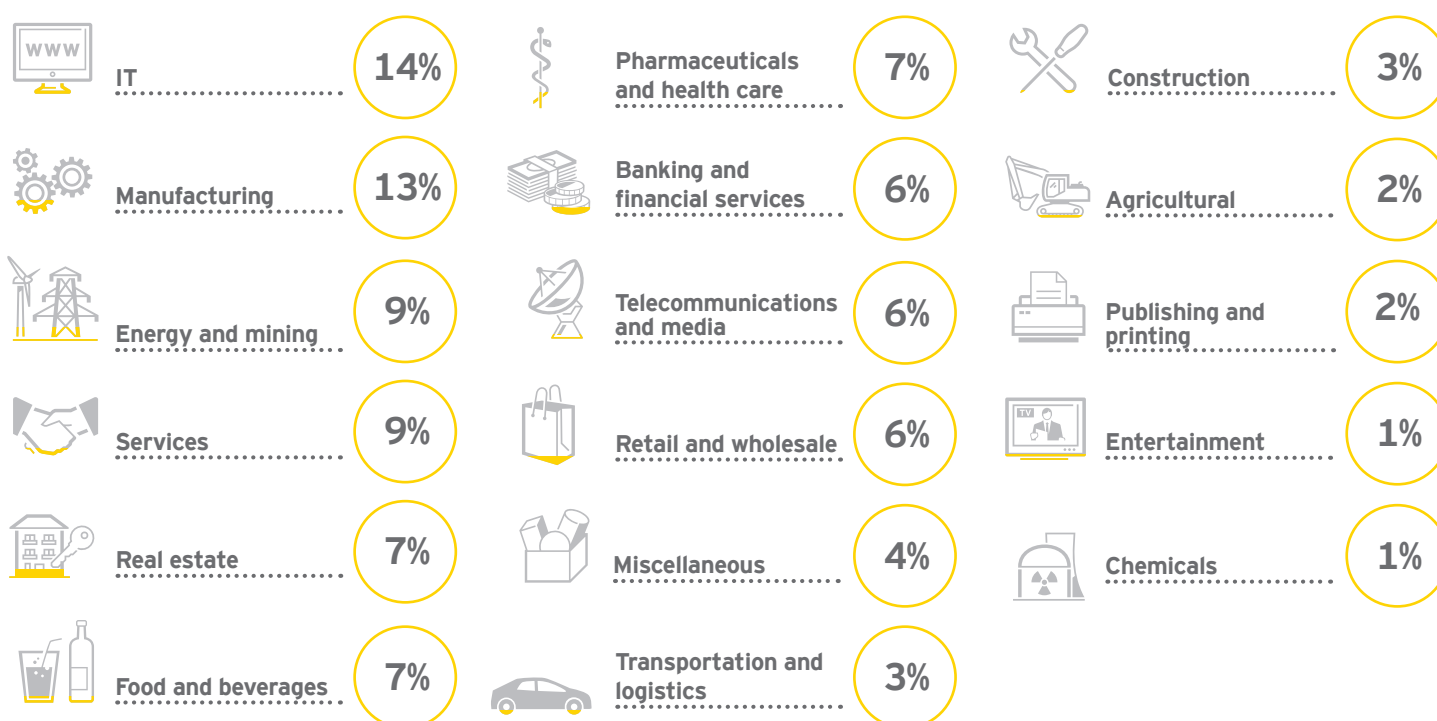 WWW
IT
14%
Manufacturing
13%
Energy and mining
9%
Services
9%
Real estate
7%
Food and beverages
7%
Pharmaceuticals
and health care
7%
Banking and
financial services
6%
Telecommunications
and media
6%
Retail and wholesale
6%
Miscellaneous
4%
Transportation and
logistics
3%
Construction
3%
Agricultural
2%
Publishing and
printing
2%
TV
Entertainment
1%
Chemicals
1%